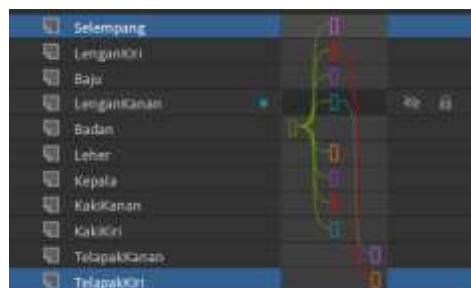 Selempang
LenganKiri
Baju
LenganKanan
Badan
Leher
Kepala
KakiKanan
KakiKiri
TelapakKanan
TelapakKiri